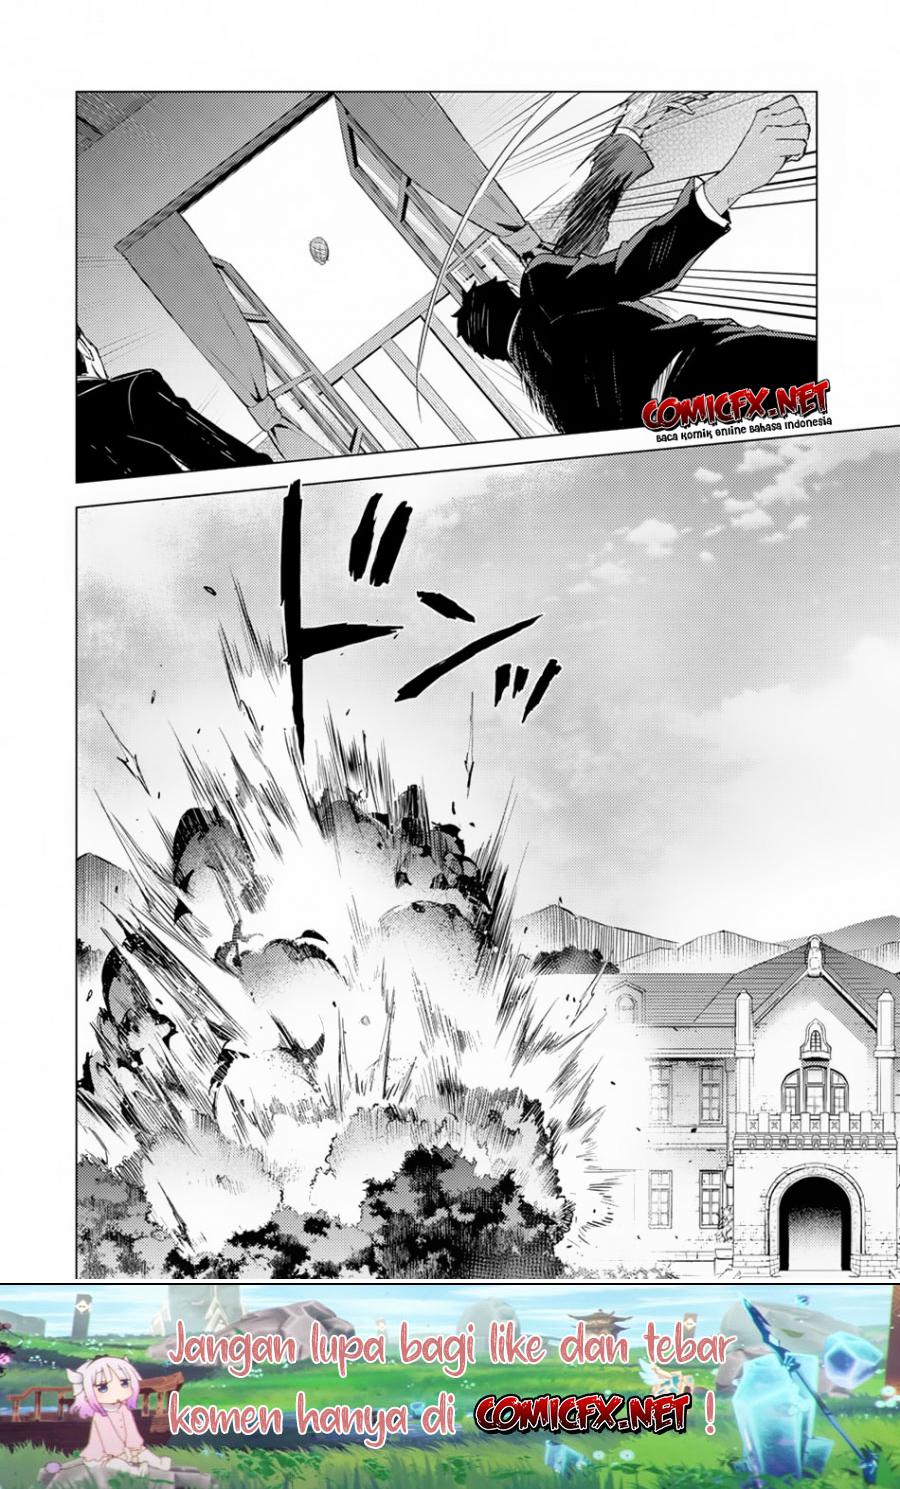 COMICFX.NET
Baca Komik Online Bahasa Indonesia
ドンッ
Jangan lupa bagi like dan tebar
komen hanya di COMICFX.NET !